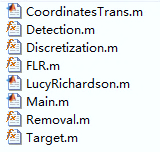 CoordinatesTrans.m
Detection.m
Discretization.m
FLR.m
LucyRichardson.m
Main.m
Removal.m
Target.m